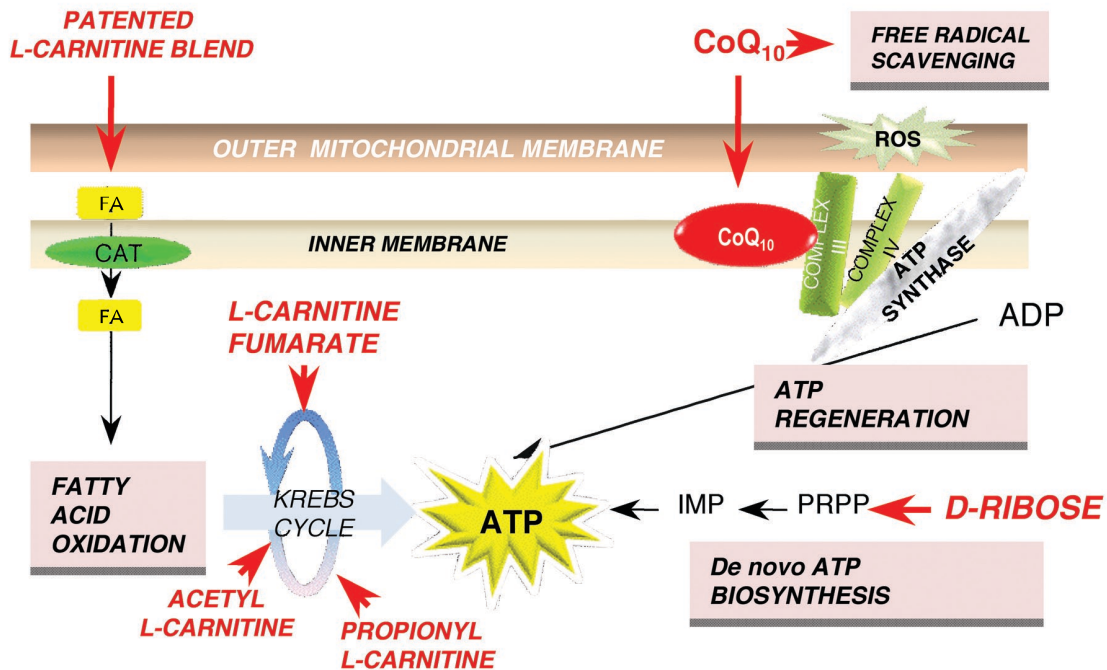 PATENTED
L-CARNITINE BLEND
CoQ10
FREE RADICAL
SCAVENGING
OUTER MITOCHONDRIAL MEMBRANE
ROS
FA
CAT
INNER MEMBRANE
CoQ10
COMPLEX
III
COMPLEX
IV
ATP
SYNTHASE
FA
L-CARNITINE
FUMARATE
ADP
ATP
REGENERATION
FATTY
ACID
OXIDATION
KREBS
CYCLE
ATP
IMP
PRPP
D-RIBOSE
De novo ATP
BIOSYNTHESIS
ACETYL
L-CARNITINE
PROPIONYL
L-CARNITINE